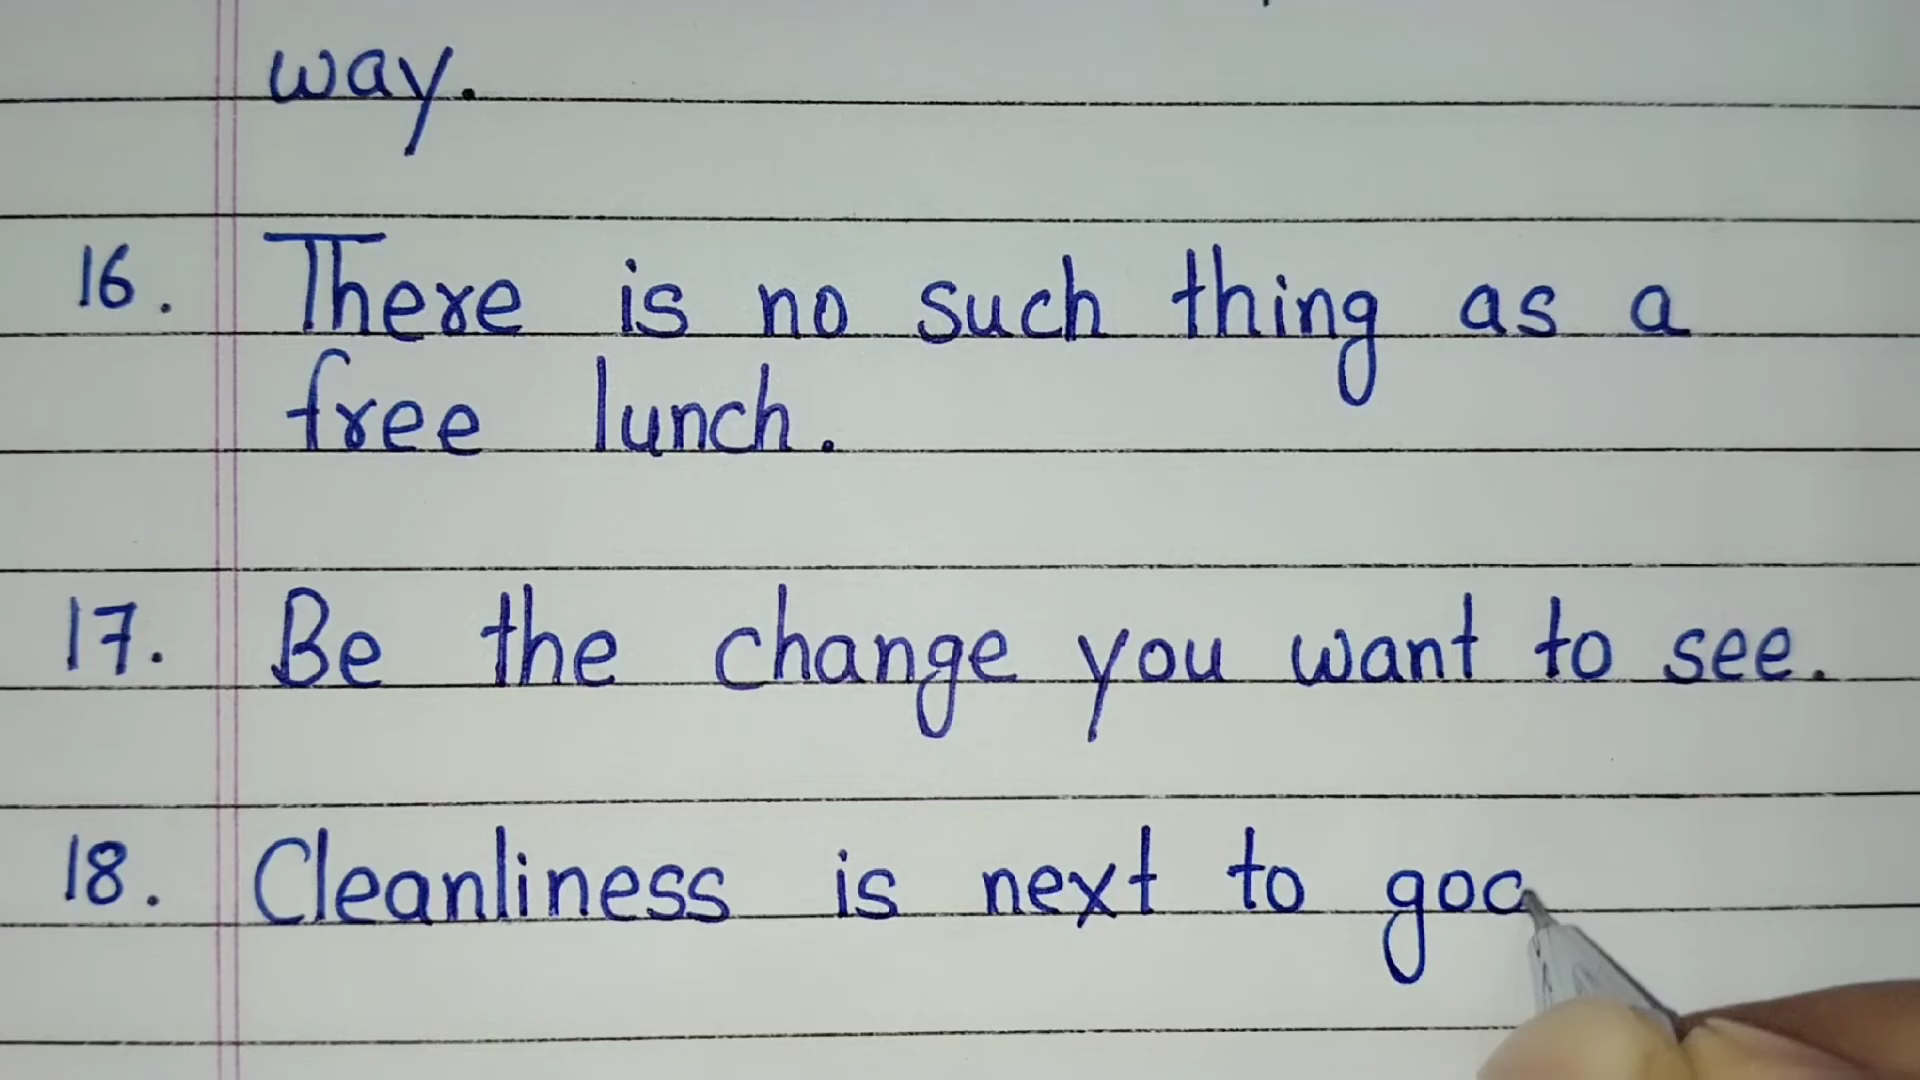 way.
16. There is no such thing as a
free lunch.
17. Be the change you want to see.
18. Cleanliness is next to